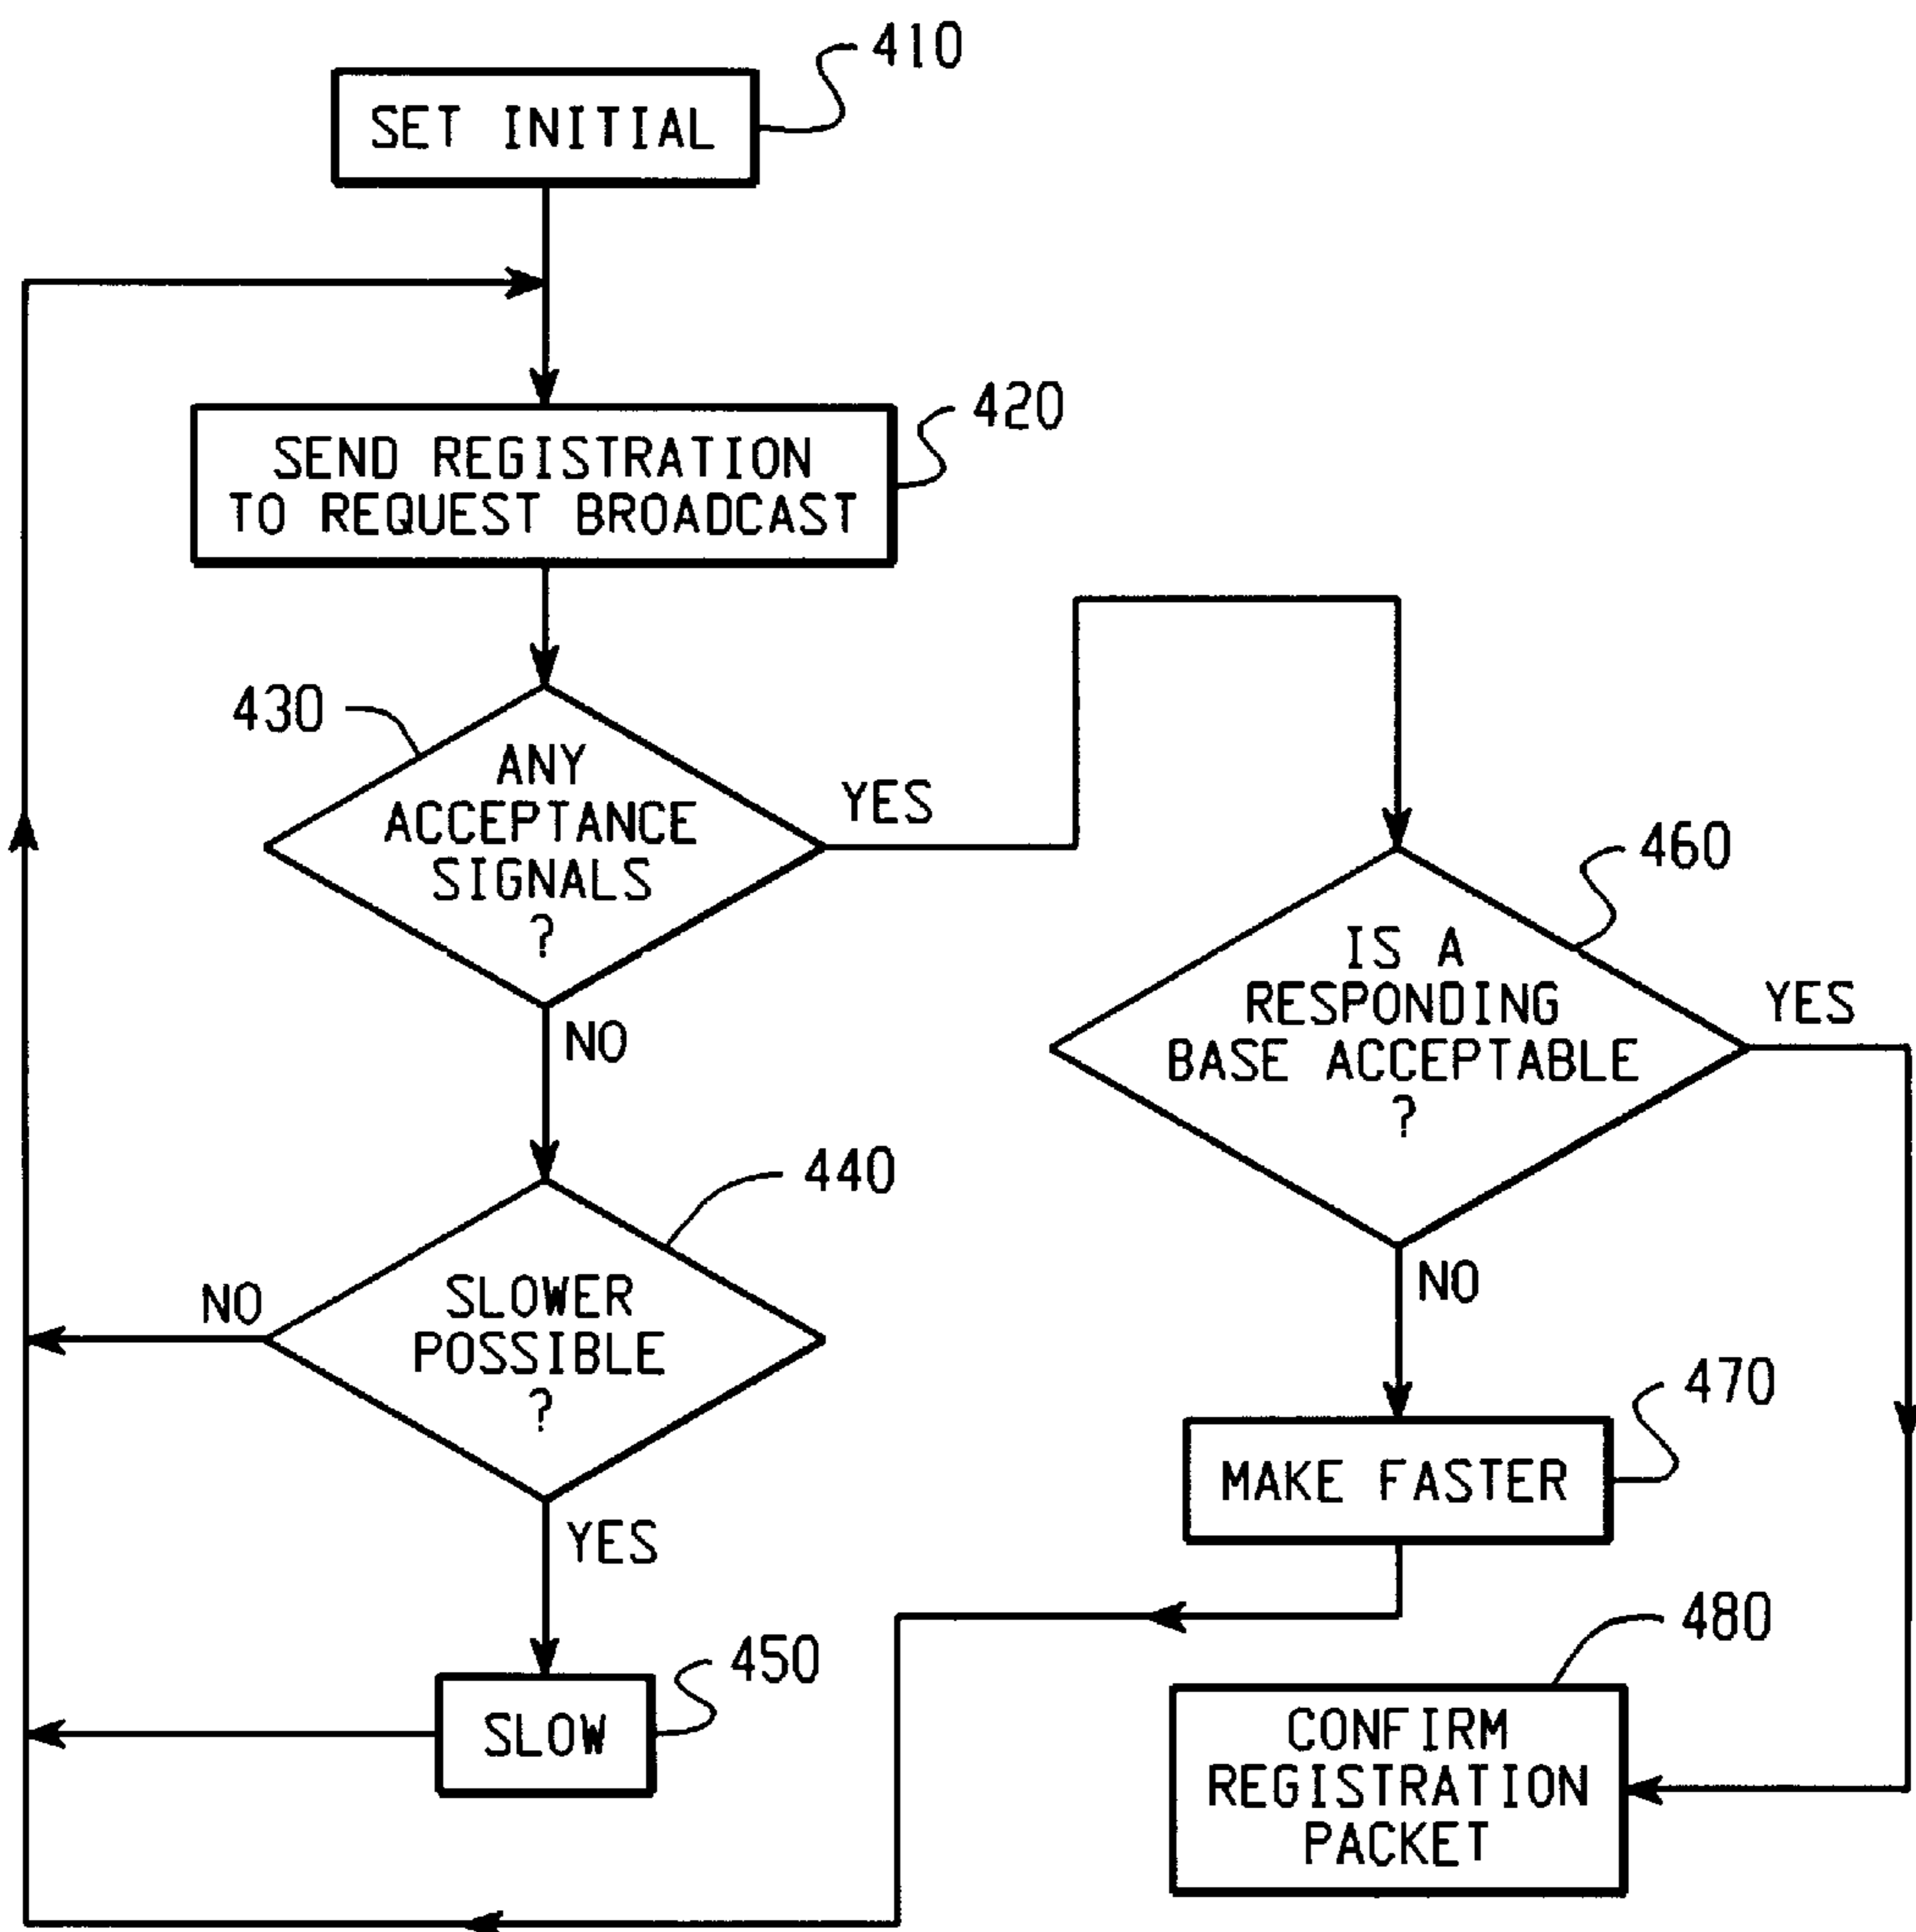 410
SET INITIAL
420
SEND REGISTRATION
TO REQUEST BROADCAST
430
ANY
ACCEPTANCE
SIGNALS
?
YES
NO
460
IS A
RESPONDING
BASE ACCEPTABLE
?
YES
NO
440
SLOWER
POSSIBLE
?
NO
YES
470
MAKE FASTER
450
SLOW
480
CONFIRM
REGISTRATION
PACKET